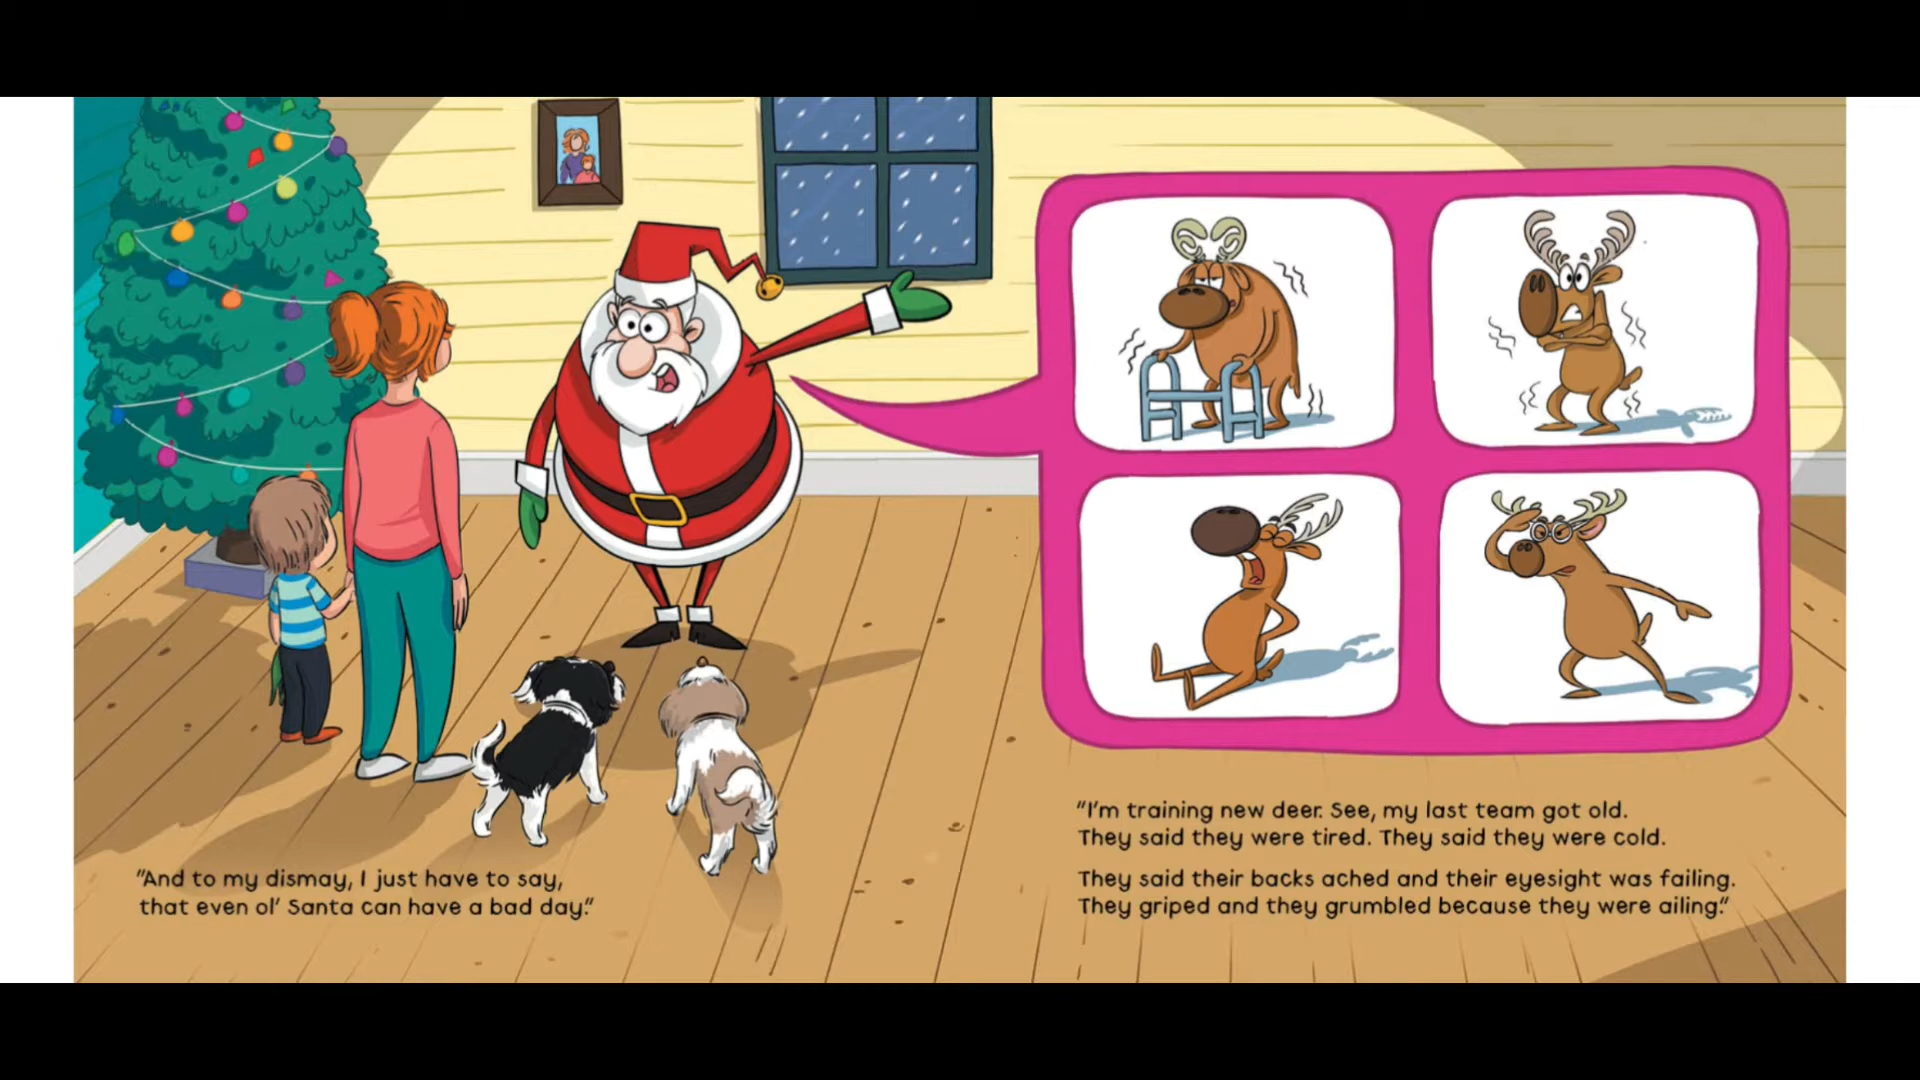 "And to my dismay, I just have to say,
that even ol' Santa can have a bad day."
"I'm training new deer. See, my last team got old.
They said they were tired. They said they were cold.
They said their backs ached and their eyesight was failing.
They griped and they grumbled because they were ailing."